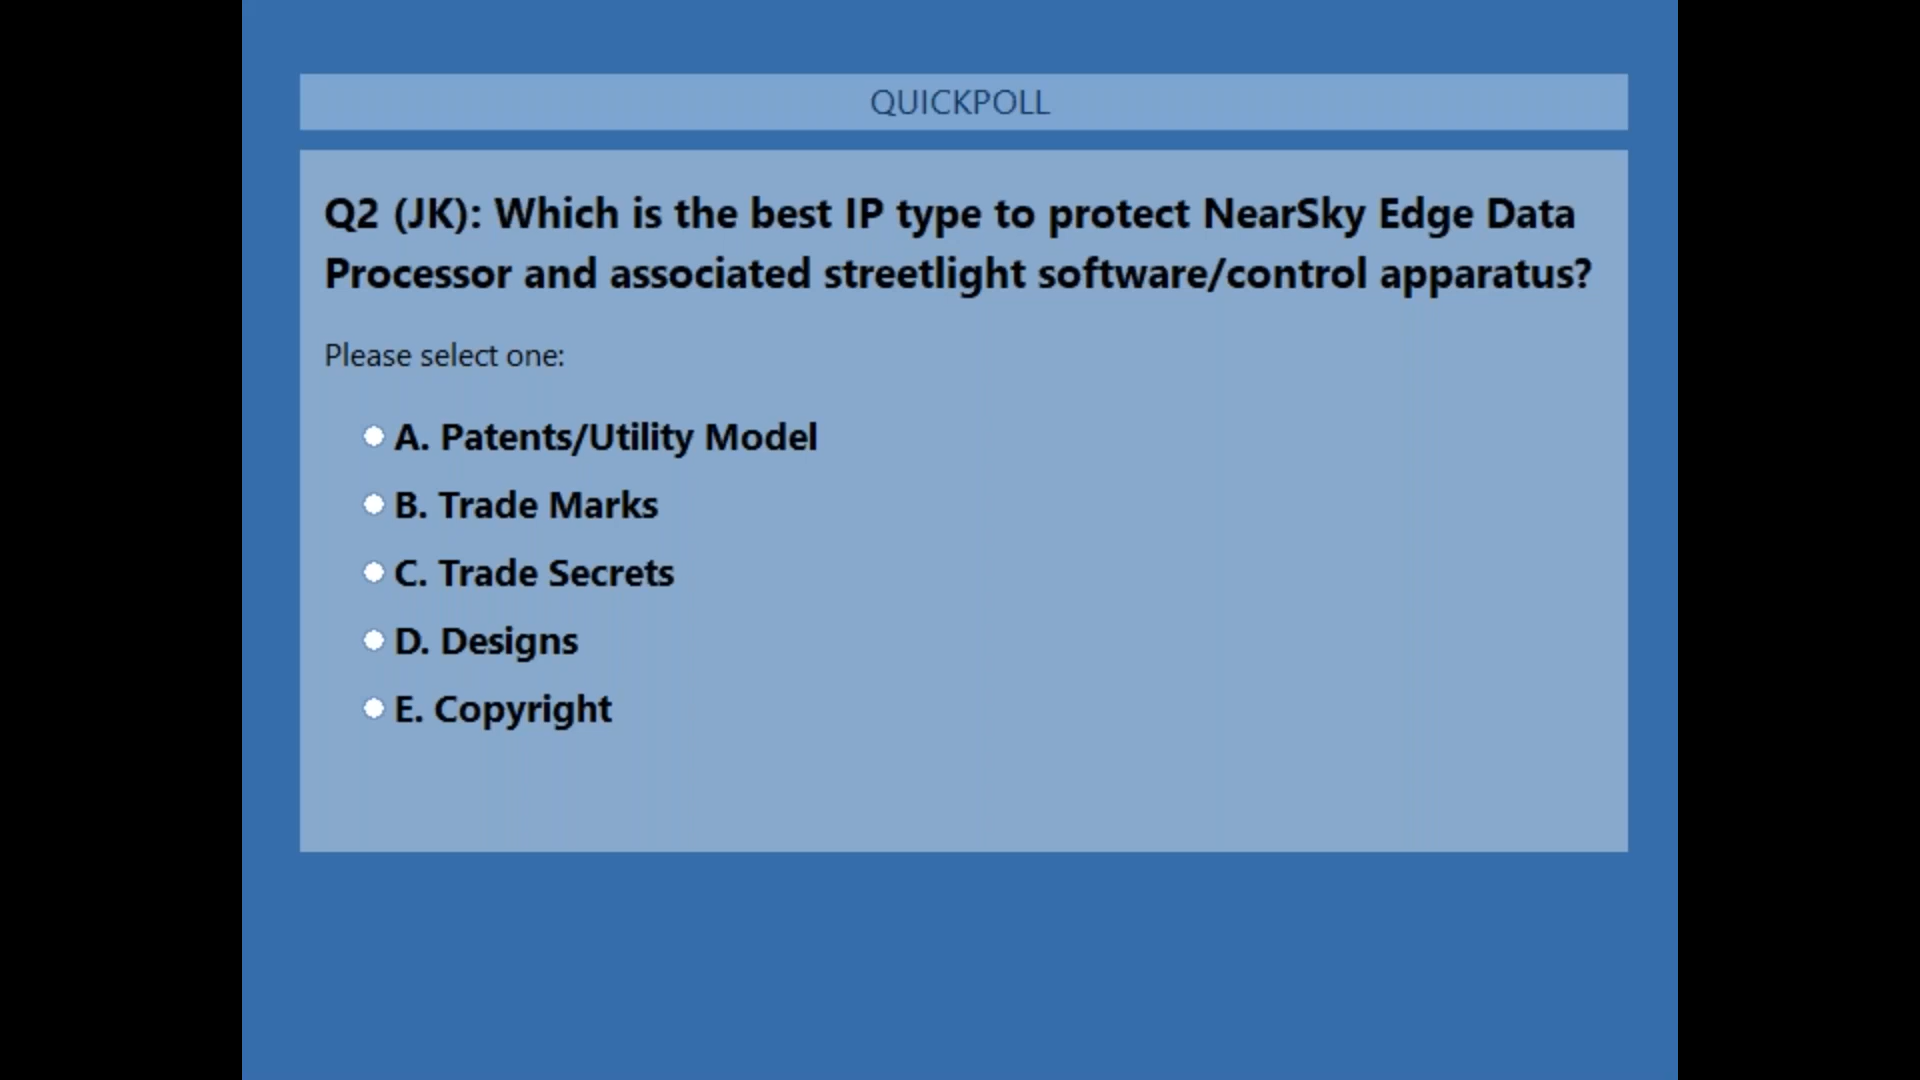 QUICKPOLL
Q2 (JK): Which is the best IP type to protect NearSky Edge Data
Processor and associated streetlight software/control apparatus?
Please select one:
A. Patents/Utility Model
B. Trade Marks
C. Trade Secrets
D. Designs
E. Copyright